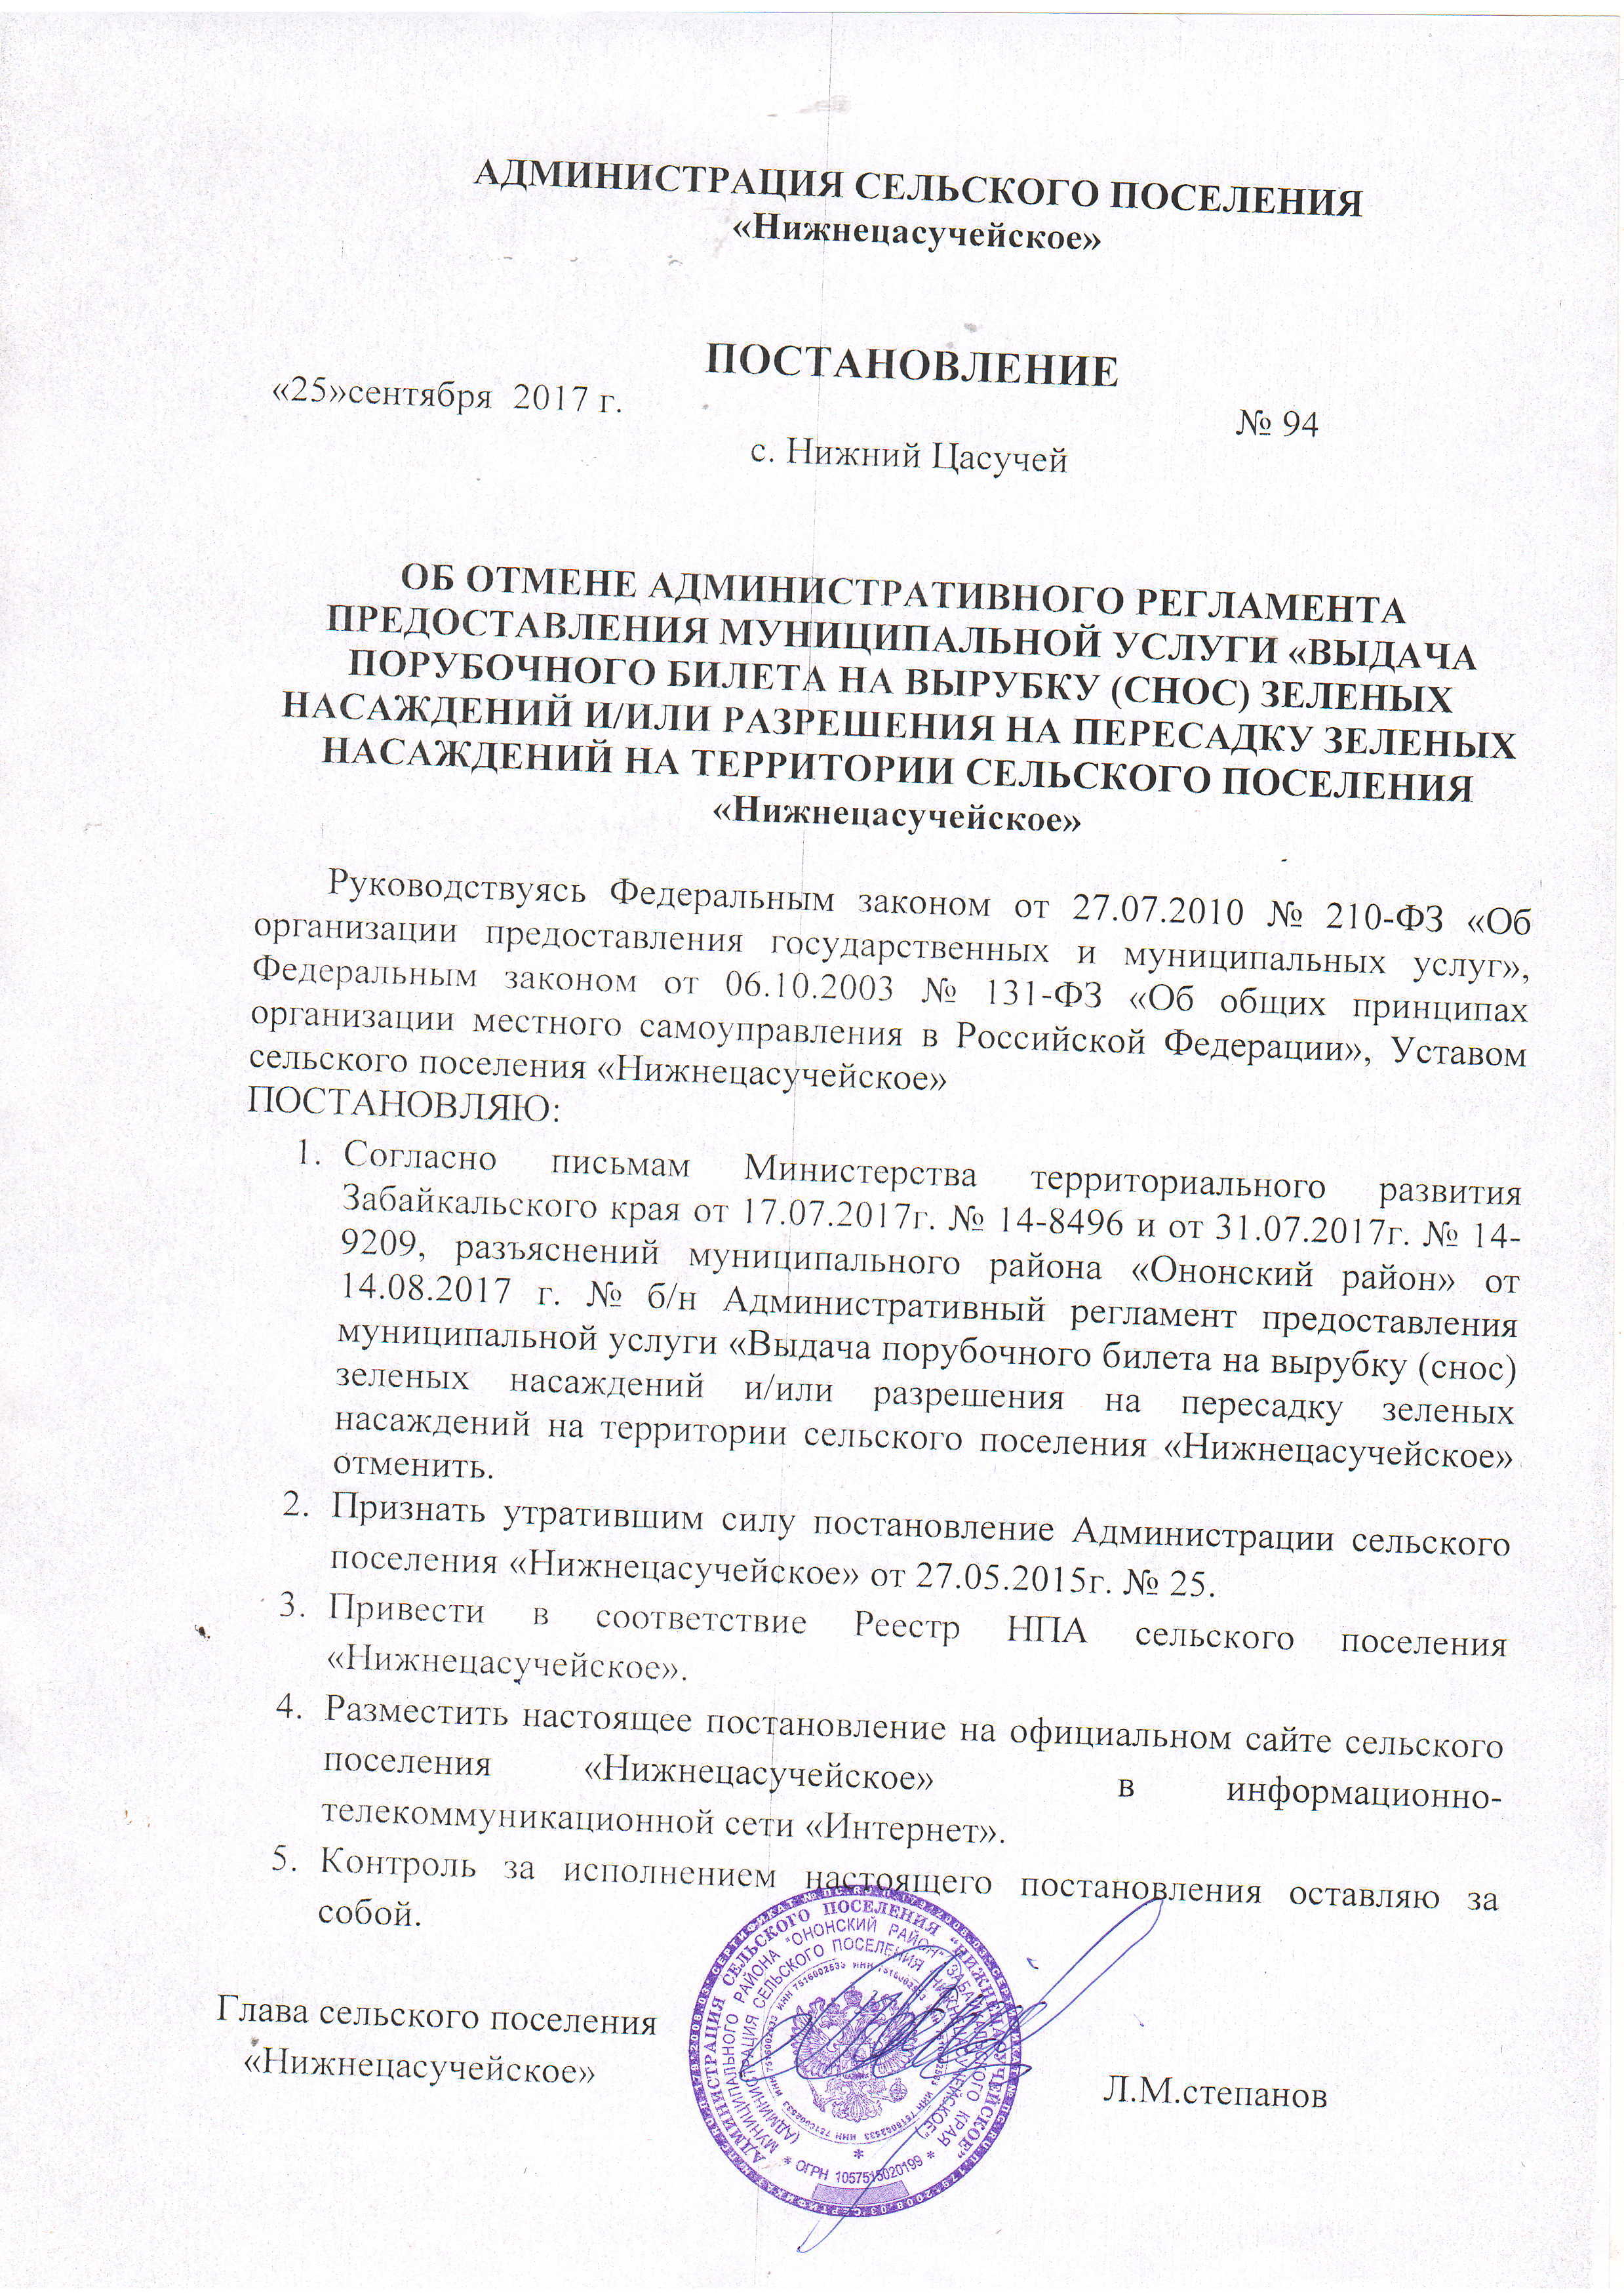 АДМИНИСТРАЦИЯ СЕЛЬСКОГО ПОСЕЛЕНИЯ
«Нижнецасучейское»
ПОСТАНОВЛЕНИЕ
«25»сентября 2017 г.
№ 94
с. Нижний Цасучей
ОБ ОТМЕНЕ АДМИНИСТРАТИВНОГО РЕГЛАМЕНТА
ПРЕДОСТАВЛЕНИЯ МУНИЦИПАЛЬНОЙ УСЛУГИ «ВЫДАЧА
ПОРУБОЧНОГО БИЛЕТА НА ВЫРУБКУ (СНОС) ЗЕЛЕНЫХ
НАСАЖДЕНИЙ И/ИЛИ РАЗРЕШЕНИЯ НА ПЕРЕСАДКУ ЗЕЛЕНЫХ
НАСАЖДЕНИЙ НА ТЕРРИТОРИИ СЕЛЬСКОГО ПОСЕЛЕНИЯ
«Нижнецасучейское»
Руководствуясь Федеральным законом от 27.07.2010 № 210-ФЗ «Об
организации предоставления государственных и муниципальных услуг»,
Федеральным законом от 06.10.2003 № 131-ФЗ «Об общих принципах
организации местного самоуправления в Российской Федерации», Уставом
сельского поселения «Нижнецасучейское»
ПОСТАНОВЛЯЮ:
1. Согласно письмам Министерства территориального развития
Забайкальского края от 17.07.2017г. № 14-8496 и от 31.07.2017г. № 14-
9209, разъяснений муниципального района «Ононский район» от
14.08.2017 г. № б/н Административный регламент предоставления
муниципальной услуги «Выдача порубочного билета на вырубку (снос)
зеленых насаждений и/или разрешения на пересадку зеленых
насаждений на территории сельского поселения «Нижнецасучейское»
отменить.
2. Признать утратившим силу постановление Администрации сельского
поселения «Нижнецасучейское» от 27.05.2015г. № 25.
3. Привести в соответствие Реестр НПА сельского поселения
«Нижнецасучейское».
4. Разместить настоящее постановление на официальном сайте сельского
поселения «Нижнецасучейское» в информационно-
телекоммуникационной сети «Интернет».
5. Контроль за исполнением настоящего постановления оставляю за
собой.
Глава сельского поселения
«Нижнецасучейское»
Л.М.степанов
АДМИНИСТРАЦИЯ СЕЛЬСКОГО ПОСЕЛЕНИЯ "НИЖНЕЦАСУЧЕЙСКОЕ"
МУНИЦИПАЛЬНОГО РАЙОНА "ОНОНСКИЙ РАЙОН" ЗАБАЙКАЛЬСКОГО КРАЯ
(АДМИНИСТРАЦИЯ СЕЛЬСКОГО ПОСЕЛЕНИЯ "НИЖНЕЦАСУЧЕЙСКОЕ")
* ОГРН 1057515020199 *
ИНН 7516002533